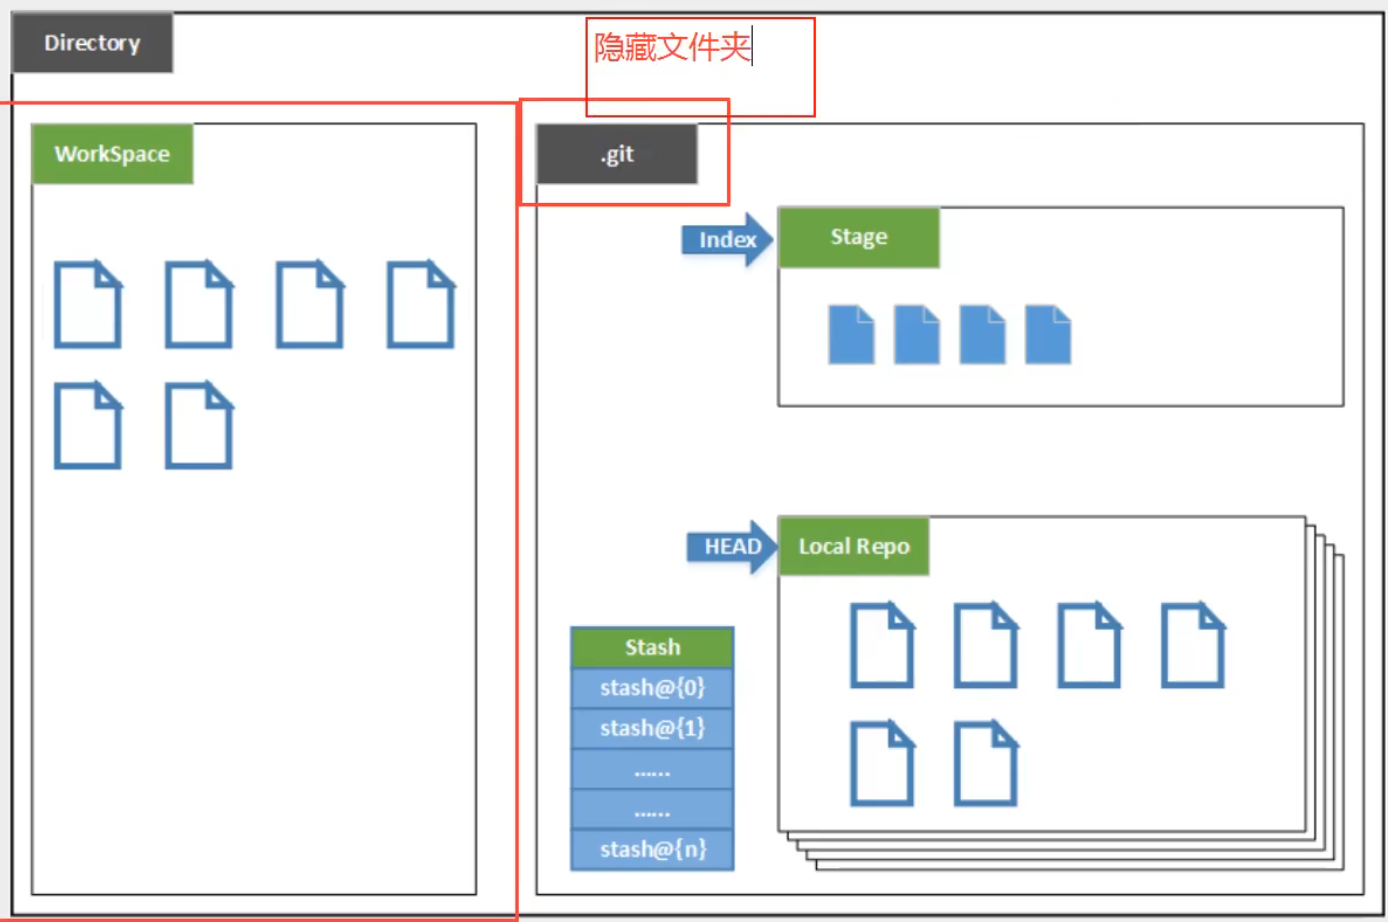 Directory
隐藏文件夹
WorkSpace
.git
Index
Stage
HEAD
Local Repo
Stash
stash@{0}
stash@{1}
......
......
stash@{n}